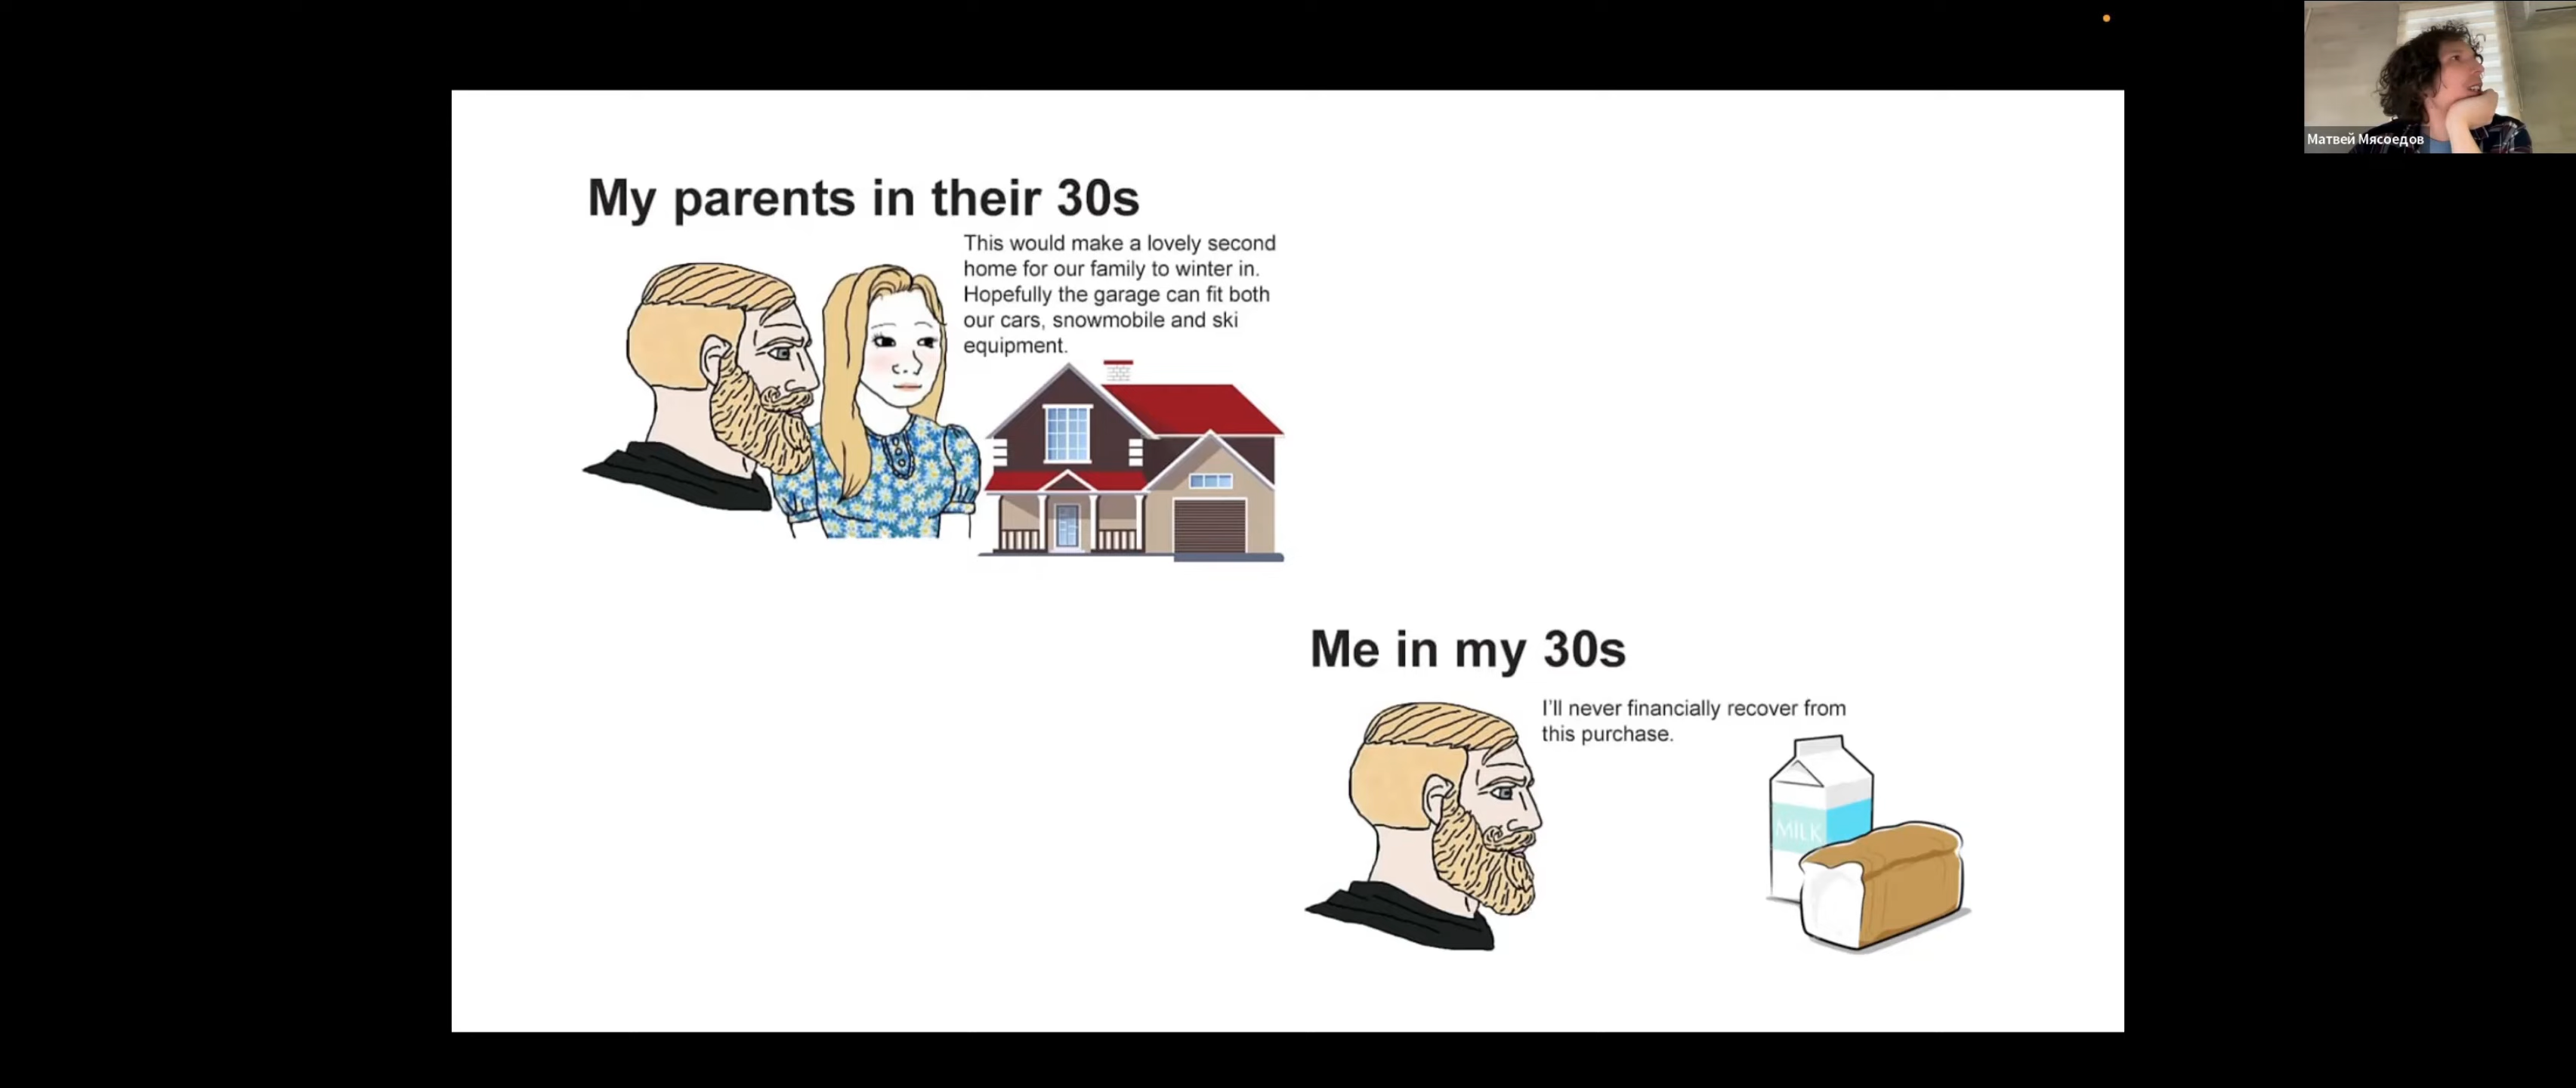 Матвей Мясоедов
My parents in their 30s
This would make a lovely second
home for our family to winter in.
Hopefully the garage can fit both
our cars, snowmobile and ski
equipment.
Me in my 30s
I'll never financially recover from
this purchase.
MILK